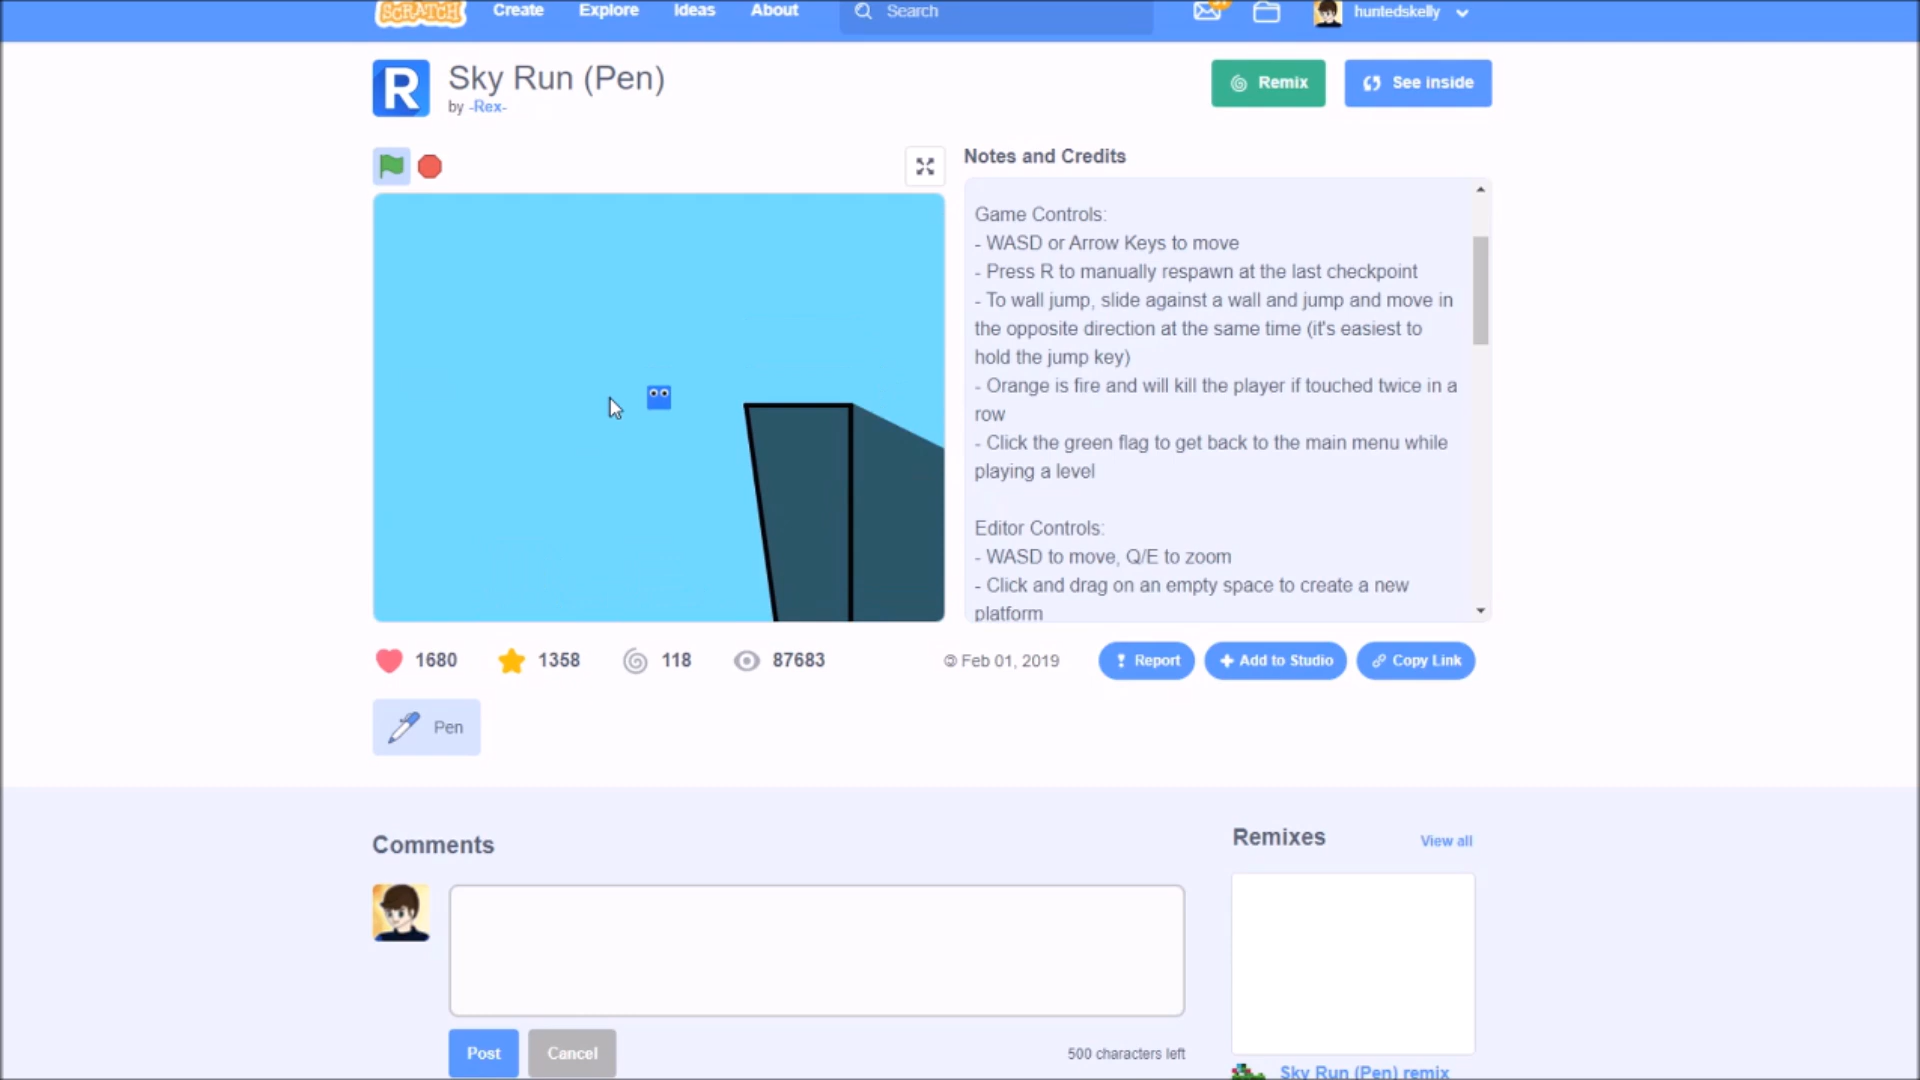 SCRATCH Create Explore Ideas About Search huntedskelly
R
Sky Run (Pen)
by -Rex-
Remix See inside
Notes and Credits
Game Controls:
- WASD or Arrow Keys to move
- Press R to manually respawn at the last checkpoint
- To wall jump, slide against a wall and jump and move in
the opposite direction at the same time (it's easiest to
hold the jump key)
- Orange is fire and will kill the player if touched twice in a
row
- Click the green flag to get back to the main menu while
playing a level
Editor Controls:
- WASD to move, Q/E to zoom
- Click and drag on an empty space to create a new
platform
1680 1358 118 87683 © Feb 01, 2019 Report Add to Studio Copy Link
Pen
Comments
Remixes View all
Post Cancel 500 characters left
Sky Run (Pen) remix